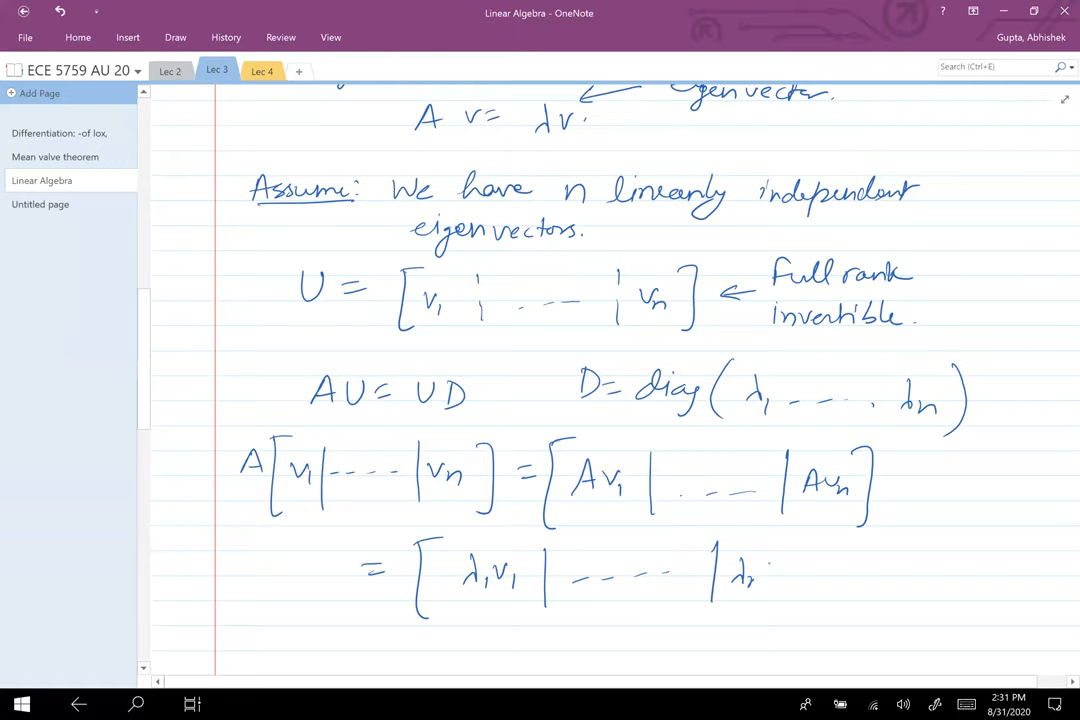 Linear Algebra - OneNote
File Home Insert Draw History Review View
Gupta, Abhishek
ECE 5759 AU 20
Lec 2 Lec 3 Lec 4 +
Search (Ctrl+E)
Add Page
Differentiation: -of lox,
Mean valve theorem
Linear Algebra
Untitled page
eigenvector.
A v = λv.
Assume: We have n linearly independent
eigenvectors.
U = [v₁ | . - - - | vₙ] ← Full rank
invertible.
AU = UD D = diag(λ₁ - - - . . λₙ)
A[v₁ | - - - - | vₙ] = [Av₁ | . - - - | Avₙ]
= [λ₁v₁ | - - - - - | λ
2:31 PM
8/31/2020